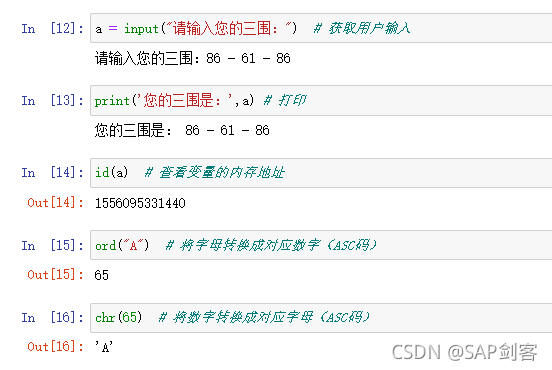 In [12]: a = input("请输入您的三围：")  # 获取用户输入
请输入您的三围：86 - 61 - 86
In [13]: print('您的三围是：',a) # 打印
您的三围是： 86 - 61 - 86
In [14]: id(a)  # 查看变量的内存地址
Out[14]: 1556095331440
In [15]: ord("A")  # 将字母转换成对应数字（ASC码）
Out[15]: 65
In [16]: chr(65)  # 将数字转换成对应字母（ASC码）
Out[16]: 'A'
CSDN @SAP剑客